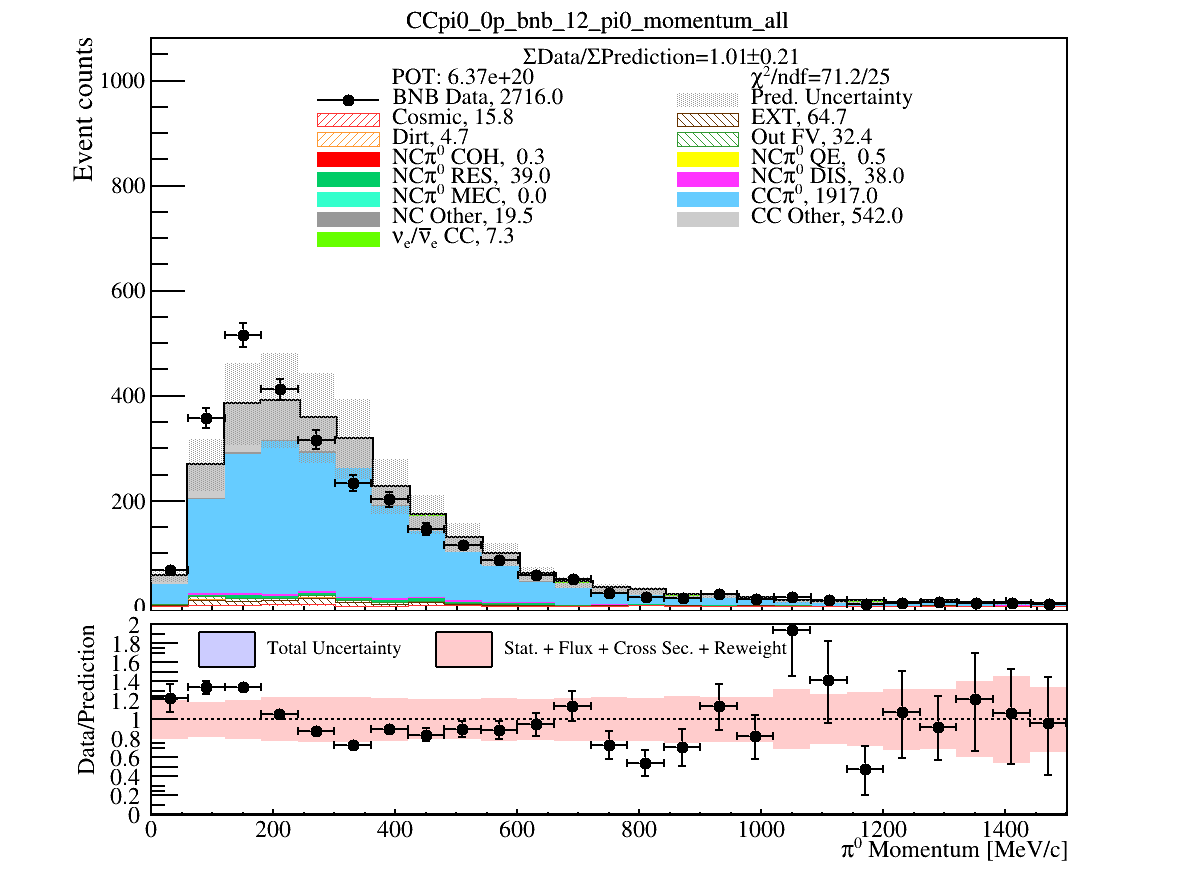 CCpi0_0p_bnb_12_pi0_momentum_all
ΣData/ΣPrediction=1.01±0.21
POT: 6.37e+20
χ²/ndf=71.2/25
BNB Data, 2716.0
Pred. Uncertainty
Cosmic, 15.8
EXT, 64.7
Dirt, 4.7
Out FV, 32.4
NCπ⁰ COH, 0.3
NCπ⁰ QE, 0.5
NCπ⁰ RES, 39.0
NCπ⁰ DIS, 38.0
NCπ⁰ MEC, 0.0
CCπ⁰, 1917.0
NC Other, 19.5
CC Other, 542.0
νₑ/ν̅ₑ CC, 7.3
Event counts
1000
800
600
400
200
0
Total Uncertainty
Stat. + Flux + Cross Sec. + Reweight
Data/Prediction
2
1.8
1.6
1.4
1.2
1
0.8
0.6
0.4
0.2
0
0 200 400 600 800 1000 1200 1400
π⁰ Momentum [MeV/c]